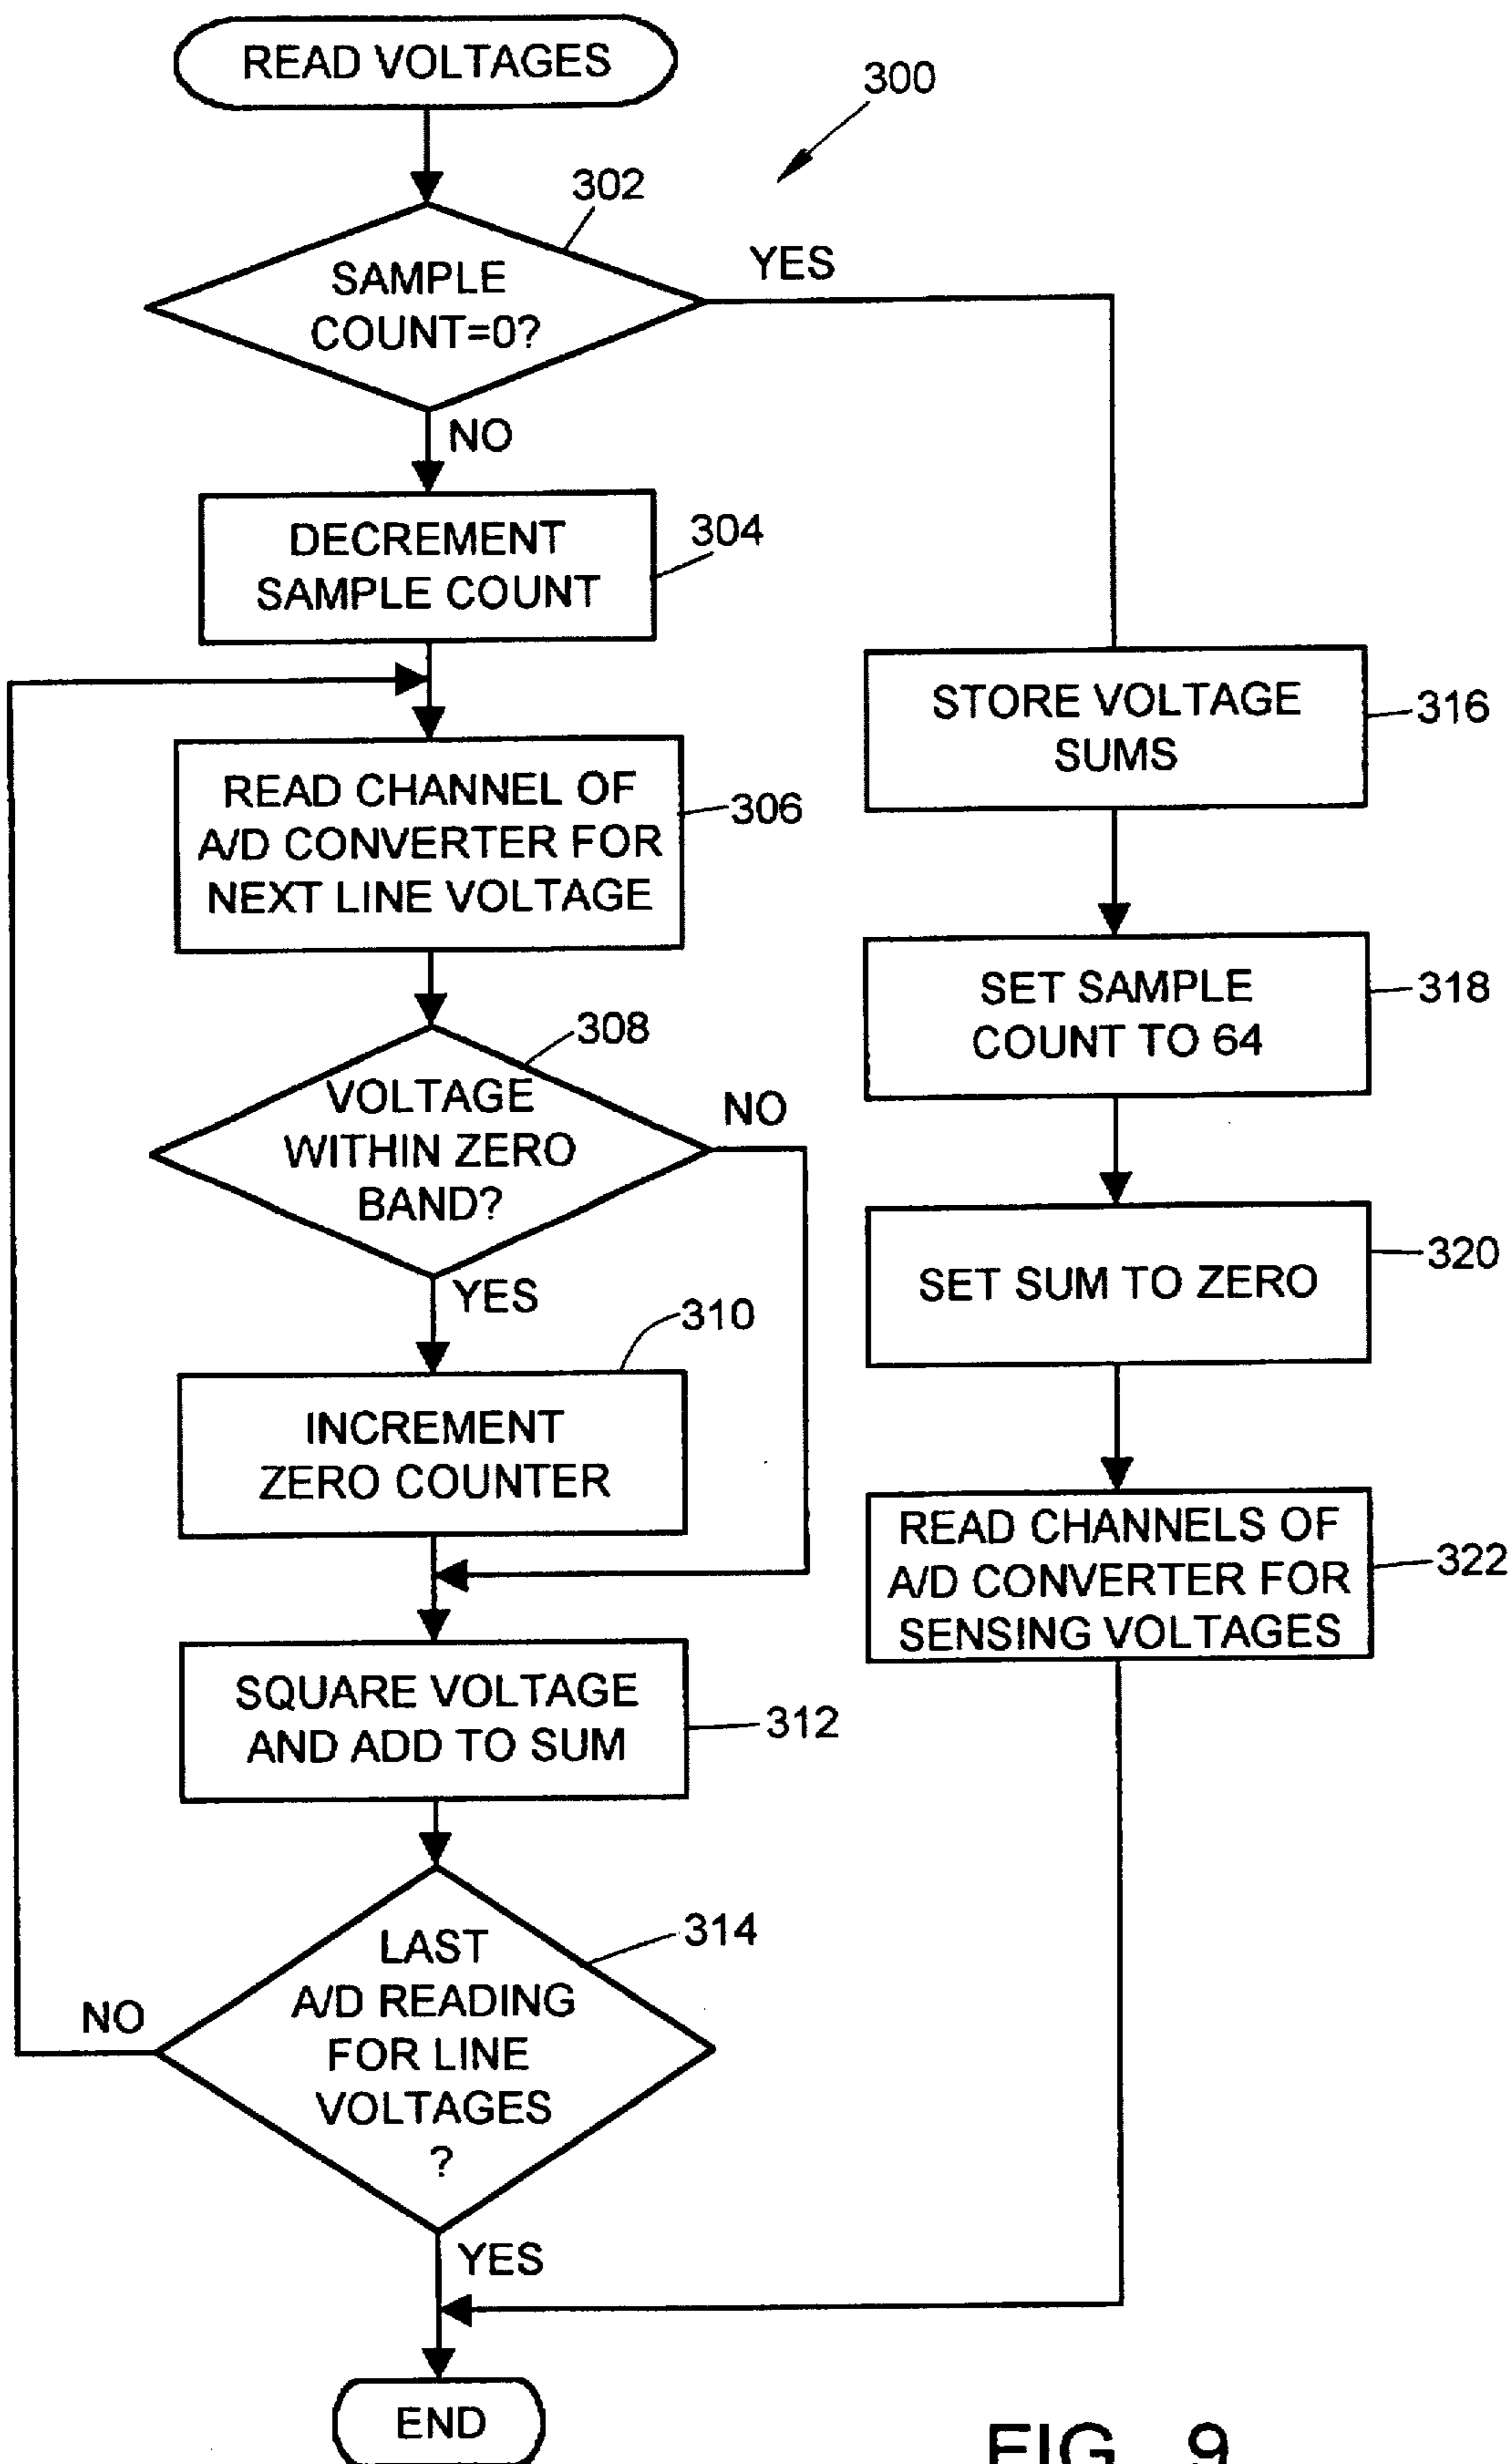 READ VOLTAGES
300
302
SAMPLE
COUNT=0?
YES
NO
DECREMENT
SAMPLE COUNT
304
READ CHANNEL OF
A/D CONVERTER FOR
NEXT LINE VOLTAGE
306
308
VOLTAGE
WITHIN ZERO
BAND?
NO
YES
310
INCREMENT
ZERO COUNTER
SQUARE VOLTAGE
AND ADD TO SUM
312
LAST
A/D READING
FOR LINE
VOLTAGES
?
314
NO
YES
STORE VOLTAGE
SUMS
316
SET SAMPLE
COUNT TO 64
318
SET SUM TO ZERO
320
READ CHANNELS OF
A/D CONVERTER FOR
SENSING VOLTAGES
322
END
FIG. 9